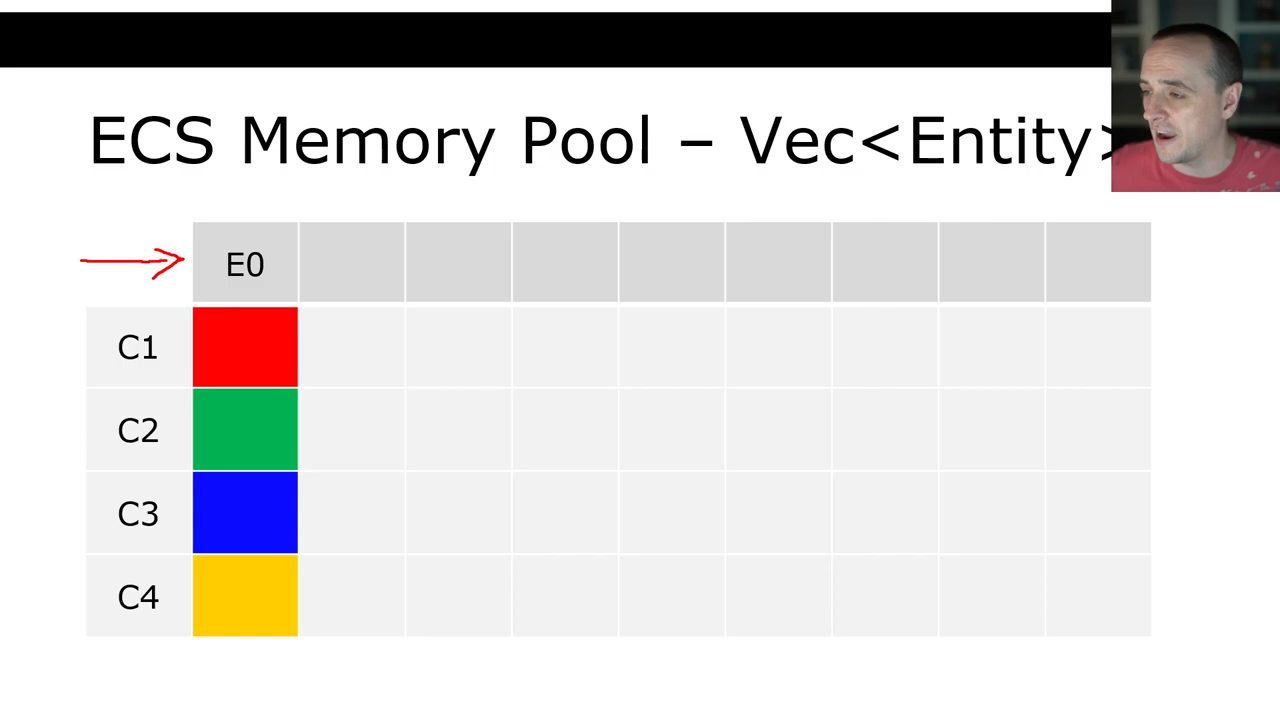 ECS Memory Pool – Vec<Entity>
E0
C1
C2
C3
C4